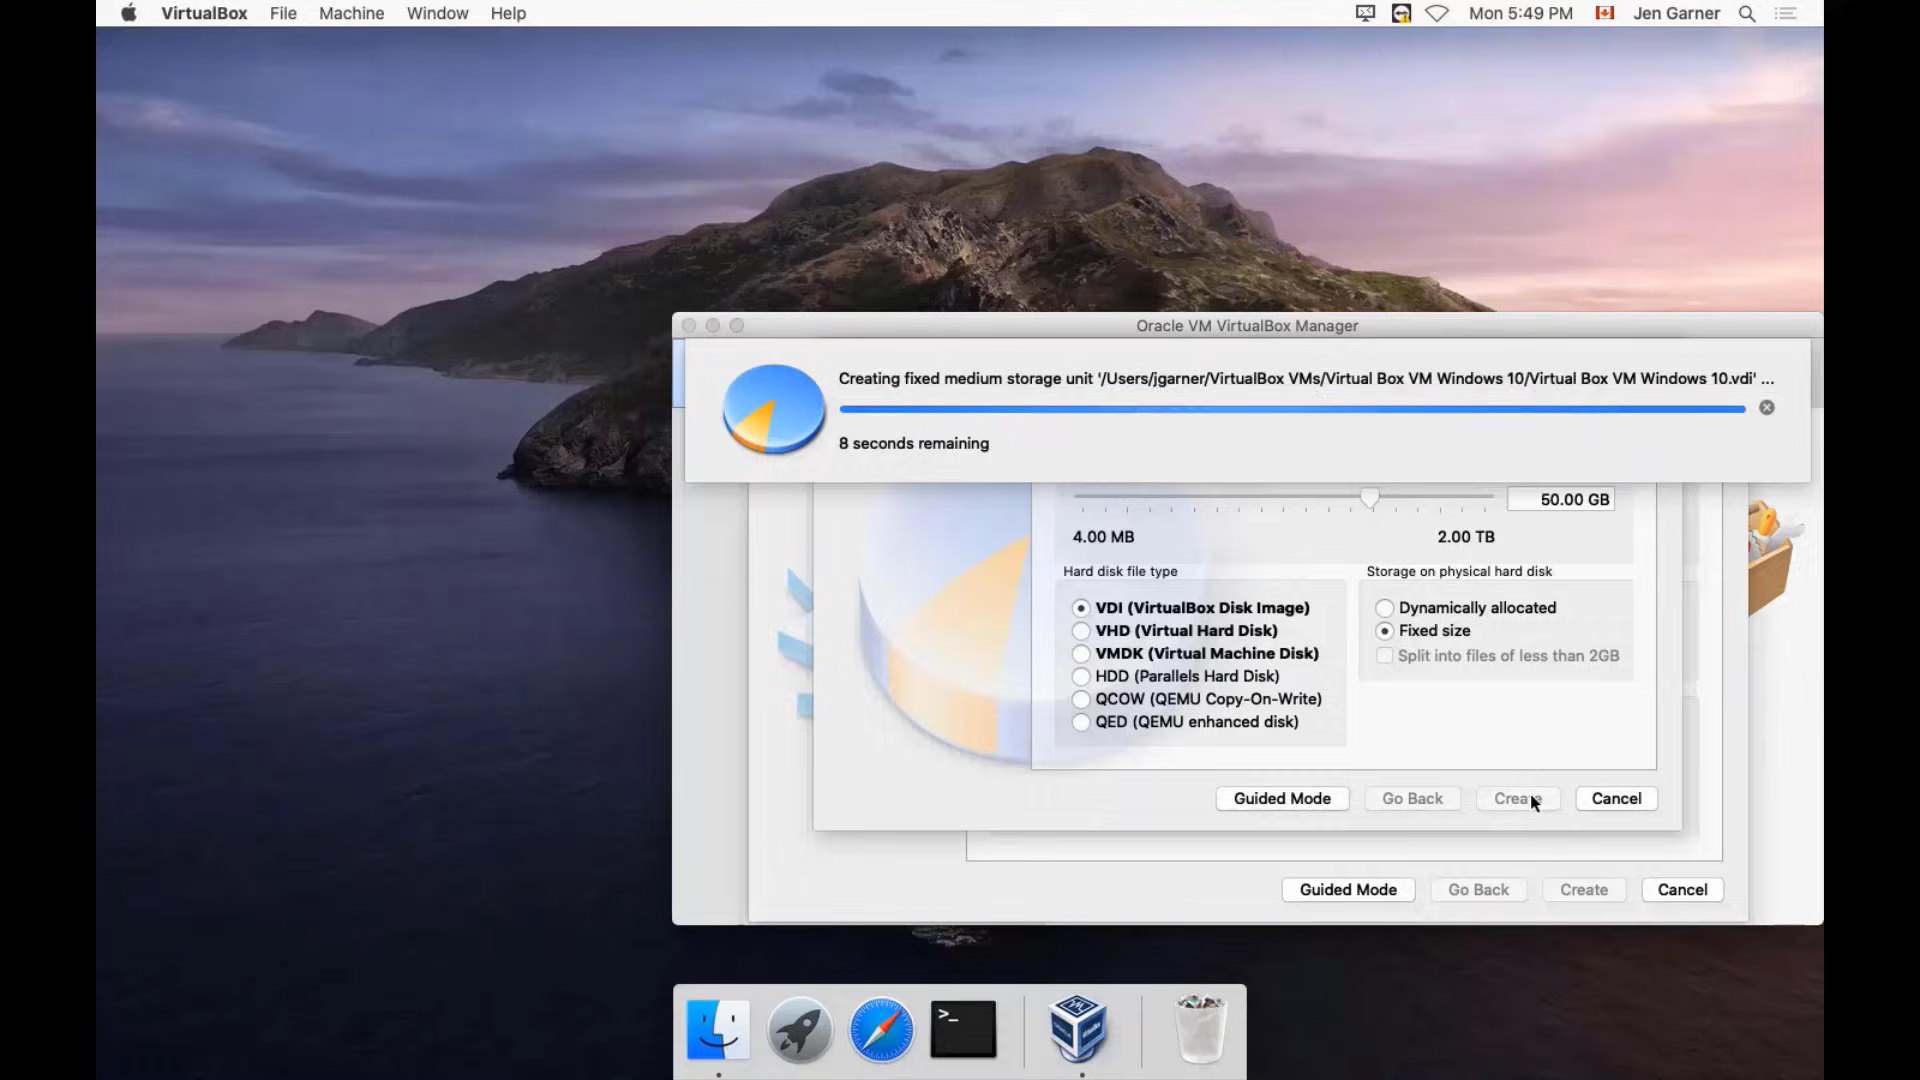 VirtualBox File Machine Window Help
Mon 5:49 PM Jen Garner
Oracle VM VirtualBox Manager
Creating fixed medium storage unit '/Users/jgarner/VirtualBox VMs/Virtual Box VM Windows 10/Virtual Box VM Windows 10.vdi' ...
8 seconds remaining
50.00 GB
4.00 MB 2.00 TB
Hard disk file type
VDI (VirtualBox Disk Image)
VHD (Virtual Hard Disk)
VMDK (Virtual Machine Disk)
HDD (Parallels Hard Disk)
QCOW (QEMU Copy-On-Write)
QED (QEMU enhanced disk)
Storage on physical hard disk
Dynamically allocated
Fixed size
Split into files of less than 2GB
Guided Mode Go Back Create Cancel
Guided Mode Go Back Create Cancel
>_